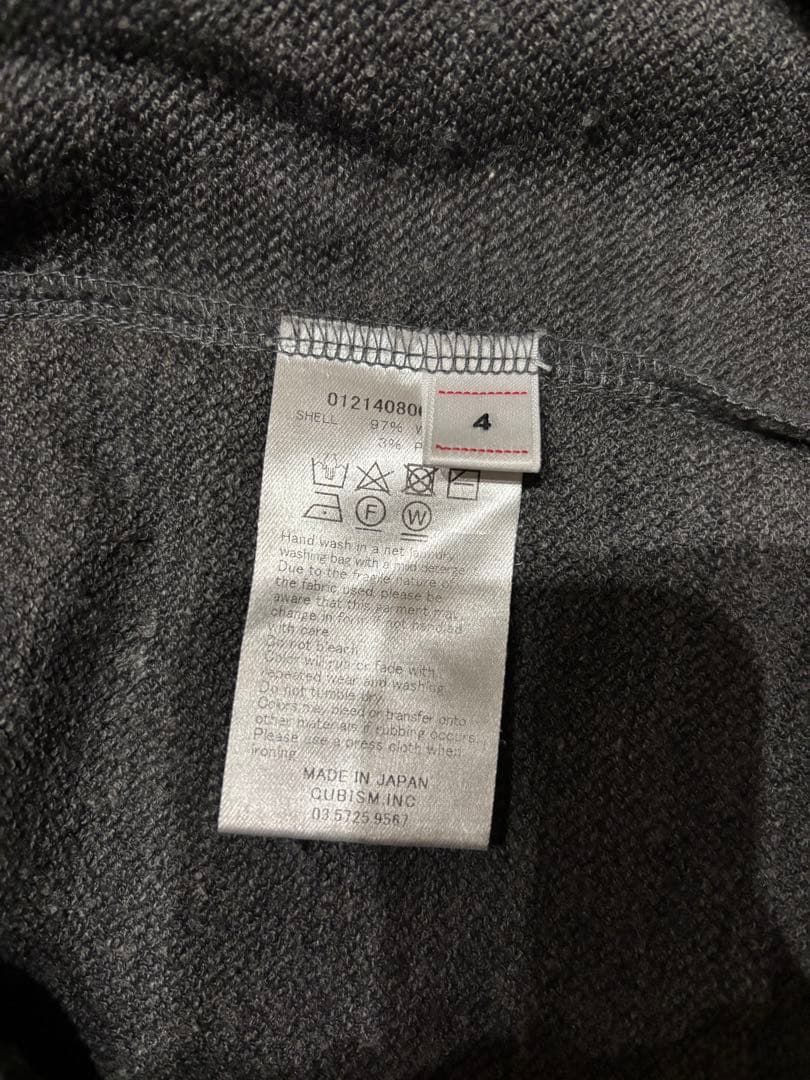 01214080
4
SHELL 97% W
3%
F W
Hand wash in a net laundry
washing bag with a mild deterge
Due to the fragile nature of
the fabric used, please be
aware that this garment may
change in form if not handled
with care.
Do not bleach.
Color will run or fade with
repeated wear and washing.
Do not tumble dry.
Colors may bleed or transfer onto
other materials if rubbing occurs.
Please use a press cloth when
ironing.
MADE IN JAPAN
CUBISM.INC
03.5725.9567